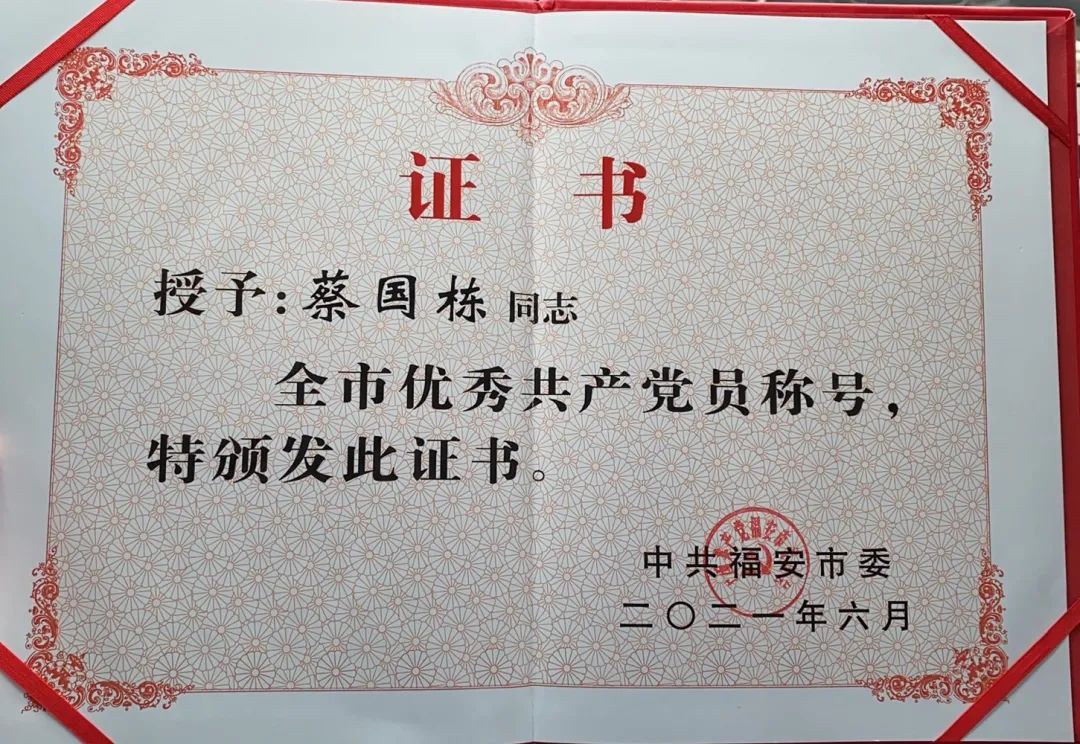 证书
授予:蔡国栋同志
全市优秀共产党员称号,
特颁发此证书。
中共福安市委
二〇二一年六月